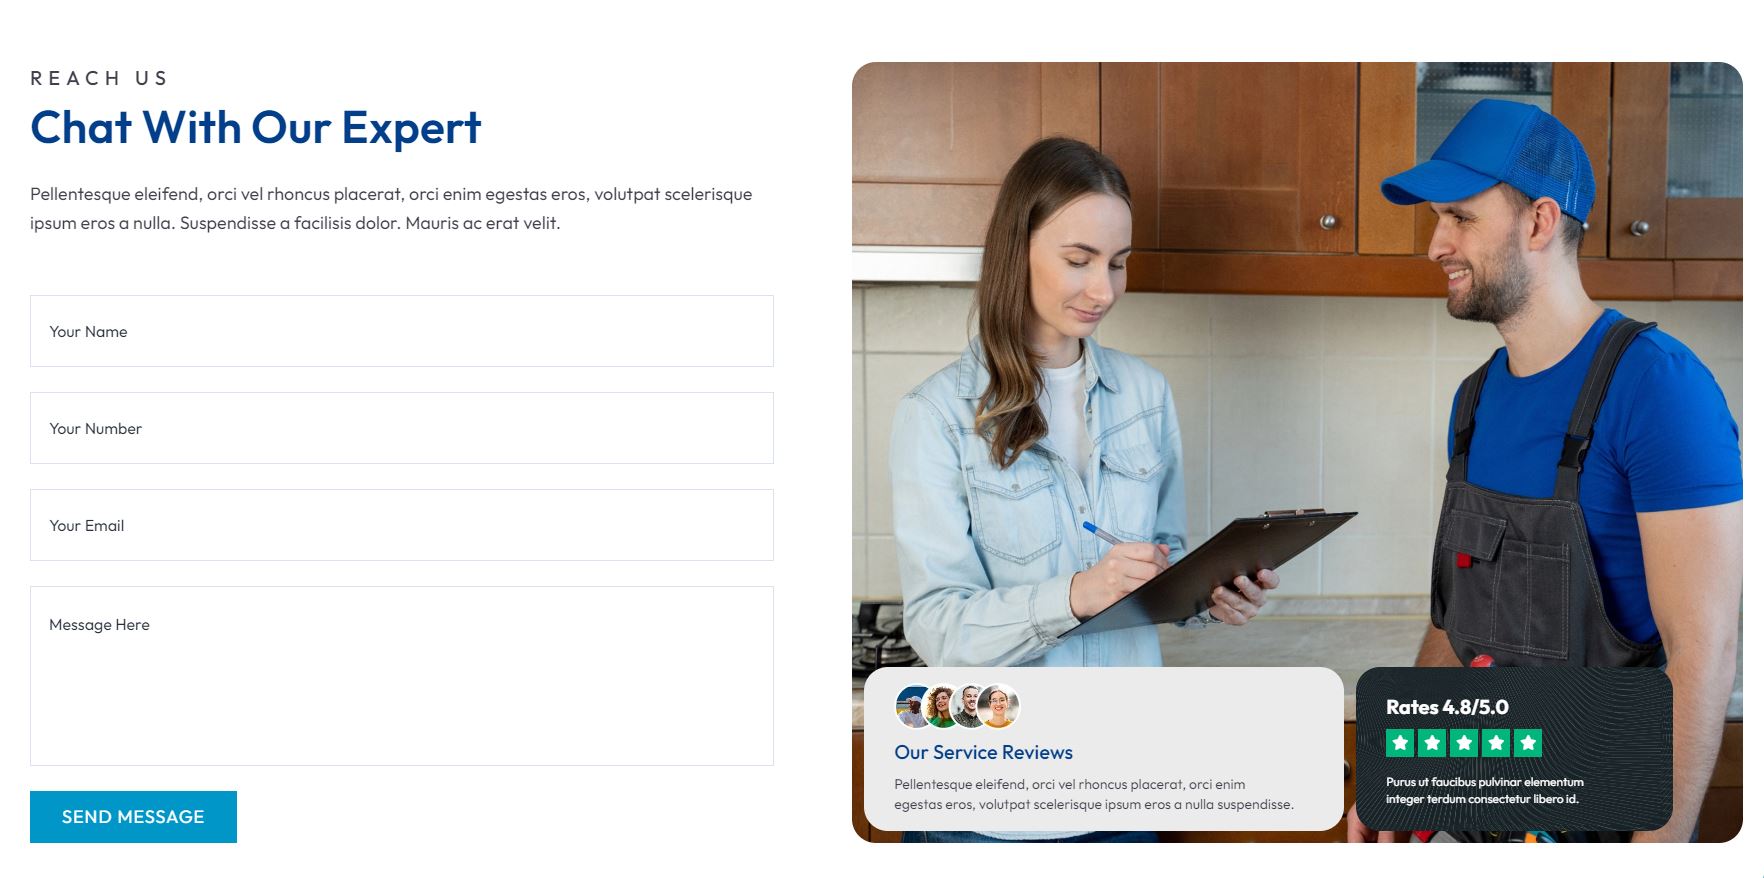 REACH US
Chat With Our Expert
Pellentesque eleifend, orci vel rhoncus placerat, orci enim egestas eros, volutpat scelerisque
ipsum eros a nulla. Suspendisse a facilisis dolor. Mauris ac erat velit.
Your Name
Your Number
Your Email
Message Here
SEND MESSAGE
Our Service Reviews
Pellentesque eleifend, orci vel rhoncus placerat, orci enim
egestas eros, volutpat scelerisque ipsum eros a nulla suspendisse.
Rates 4.8/5.0
Purus ut faucibus pulvinar elementum
integer terdum consectetur libero id.